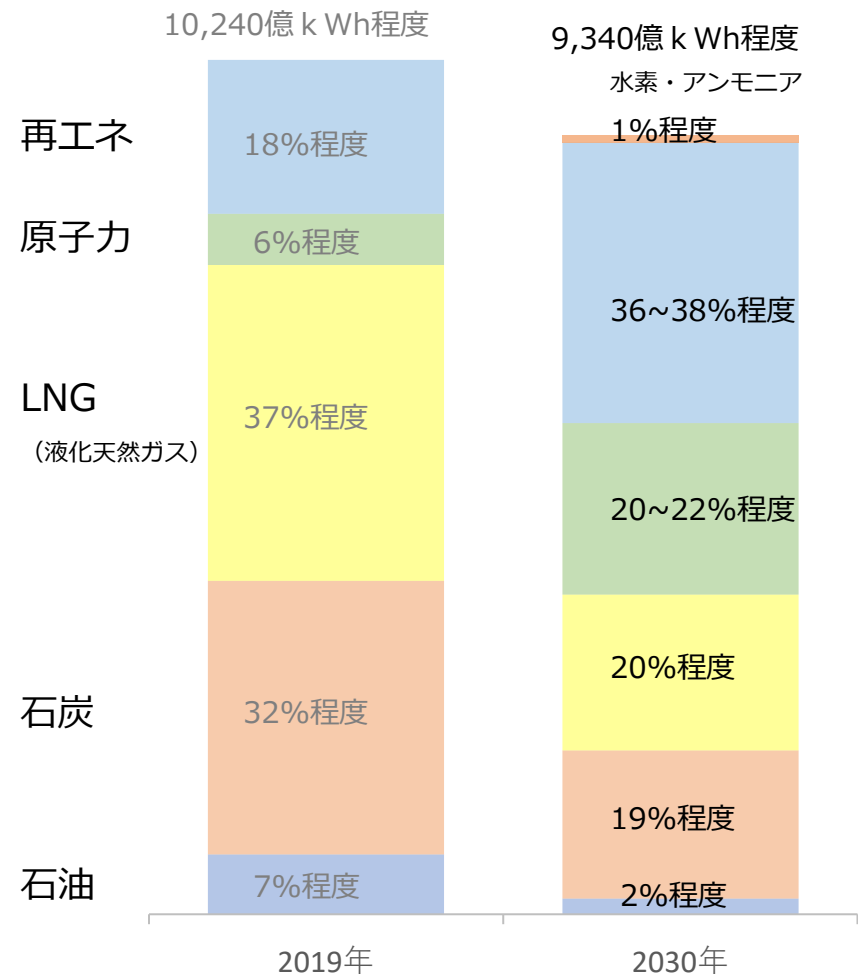 10,240億ｋWh程度
9,340億ｋWh程度
水素・アンモニア
1%程度
再エネ
18%程度
原子力
6%程度
36~38%程度
LNG
（液化天然ガス）
37%程度
20~22%程度
20%程度
石炭
32%程度
19%程度
石油
7%程度
2%程度
2019年
2030年